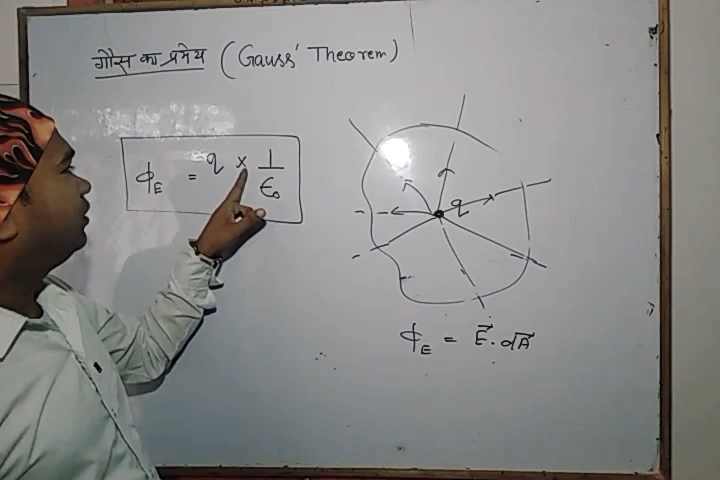 गौस का प्रमेय (Gauss' Theorem)
ϕE = q × 1/ϵ0
q
ϕE = E⃗ . dA⃗